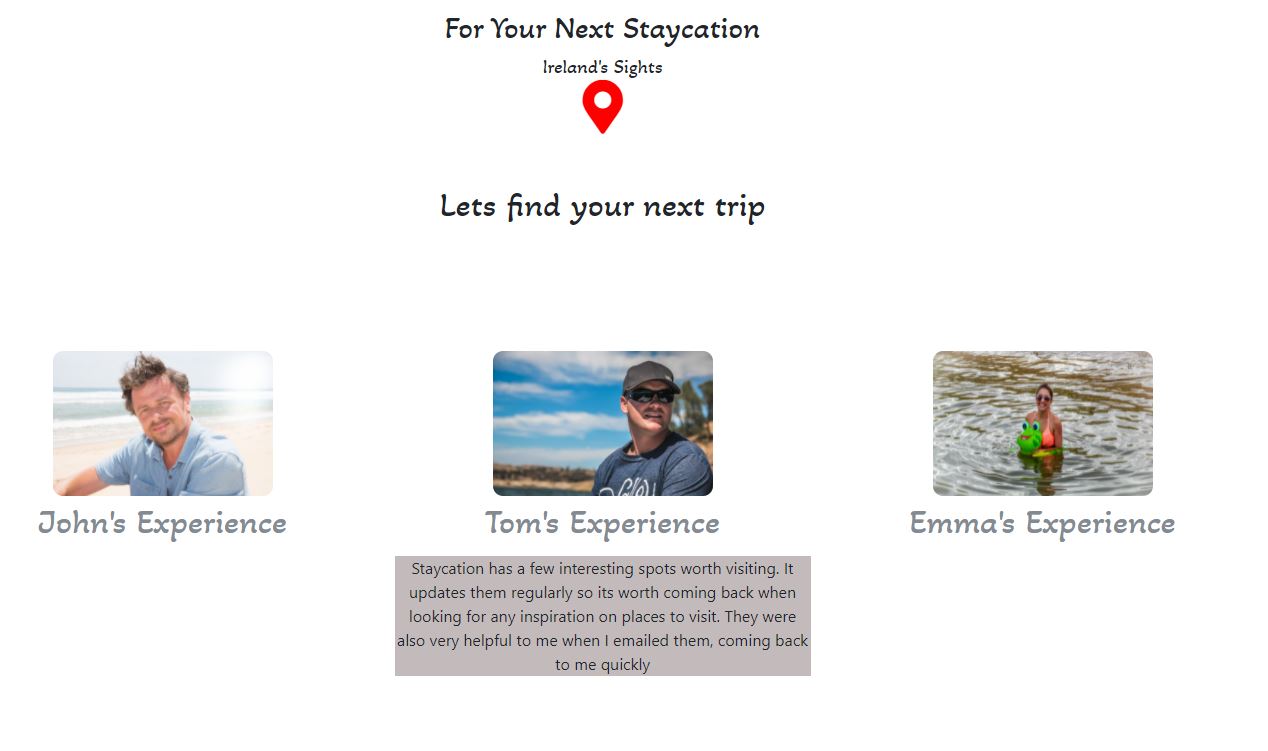 For Your Next Staycation
Ireland's Sights
Lets find your next trip
John's Experience
Tom's Experience
Emma's Experience
Staycation has a few interesting spots worth visiting. It
updates them regularly so its worth coming back when
looking for any inspiration on places to visit. They were
also very helpful to me when I emailed them, coming back
to me quickly